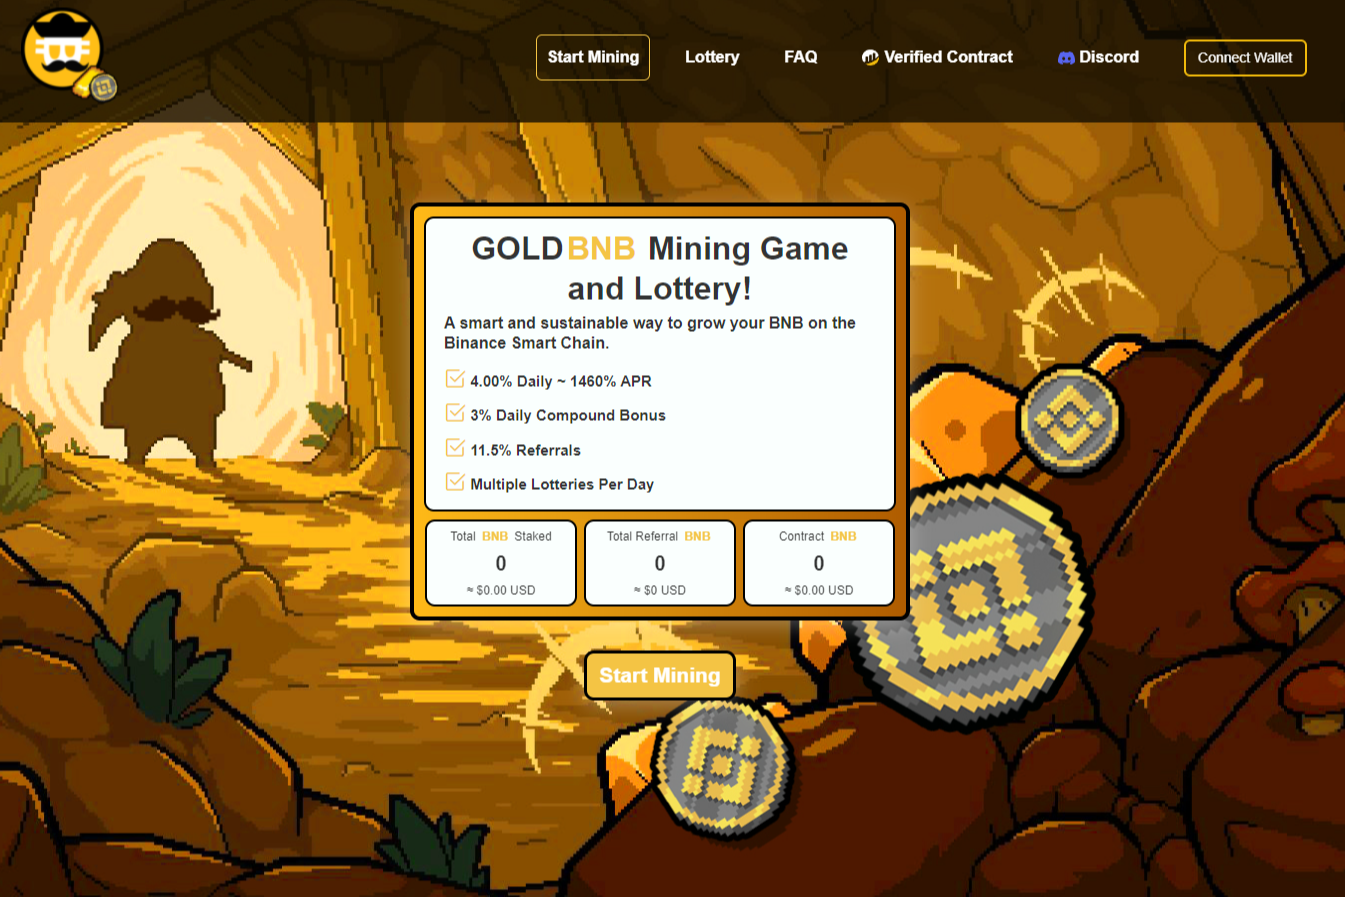 Start Mining
Lottery
FAQ
Verified Contract
Discord
Connect Wallet
GOLDBNB Mining Game
and Lottery!
A smart and sustainable way to grow your BNB on the
Binance Smart Chain.
4.00% Daily ~ 1460% APR
3% Daily Compound Bonus
11.5% Referrals
Multiple Lotteries Per Day
Total BNB Staked
0
≈ $0.00 USD
Total Referral BNB
0
≈ $0 USD
Contract BNB
0
≈ $0.00 USD
Start Mining